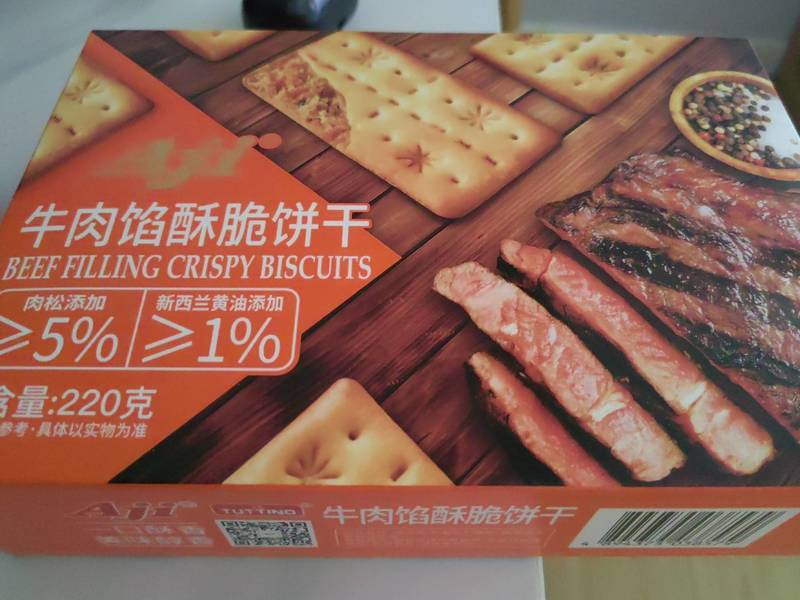 Aji
牛肉馅酥脆饼干
BEEF FILLING CRISPY BISCUITS
肉松添加
≥5%
新西兰黄油添加
≥1%
含量:220克
参考·具体以实物为准
Aji
TUTTINO
牛肉馅酥脆饼干